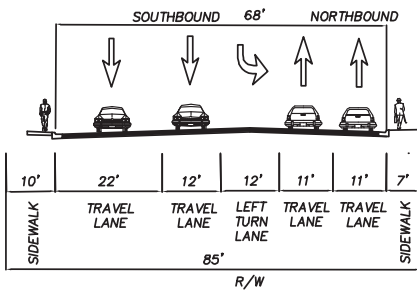 SOUTHBOUND 68' NORTHBOUND
10' 22' 12' 12' 11' 11' 7'
SIDEWALK
TRAVEL
LANE
TRAVEL
LANE
LEFT
TURN
LANE
TRAVEL
LANE
TRAVEL
LANE
SIDEWALK
85'
R/W